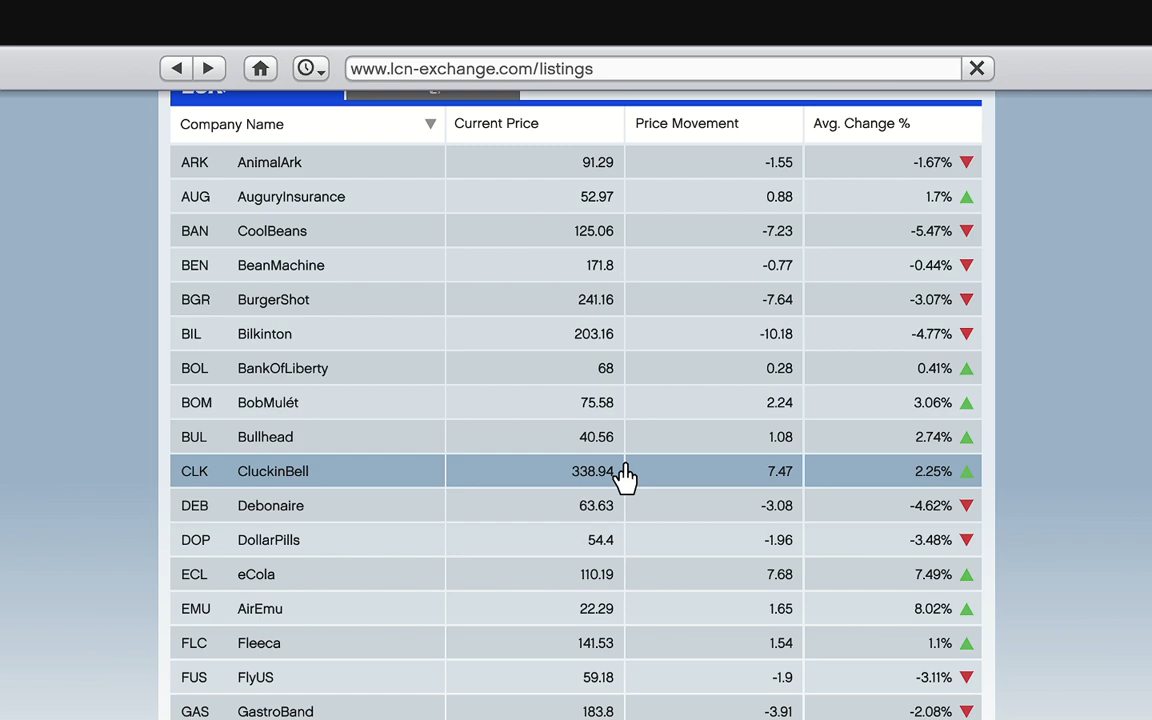 www.lcn-exchange.com/listings
Company Name Current Price Price Movement Avg. Change %
ARK AnimalArk 91.29 -1.55 -1.67%
AUG AuguryInsurance 52.97 0.88 1.7%
BAN CoolBeans 125.06 -7.23 -5.47%
BEN BeanMachine 171.8 -0.77 -0.44%
BGR BurgerShot 241.16 -7.64 -3.07%
BIL Bilkinton 203.16 -10.18 -4.77%
BOL BankOfLiberty 68 0.28 0.41%
BOM BobMulét 75.58 2.24 3.06%
BUL Bullhead 40.56 1.08 2.74%
CLK CluckinBell 338.94 7.47 2.25%
DEB Debonaire 63.63 -3.08 -4.62%
DOP DollarPills 54.4 -1.96 -3.48%
ECL eCola 110.19 7.68 7.49%
EMU AirEmu 22.29 1.65 8.02%
FLC Fleeca 141.53 1.54 1.1%
FUS FlyUS 59.18 -1.9 -3.11%
GAS GastroBand 183.8 -3.91 -2.08%